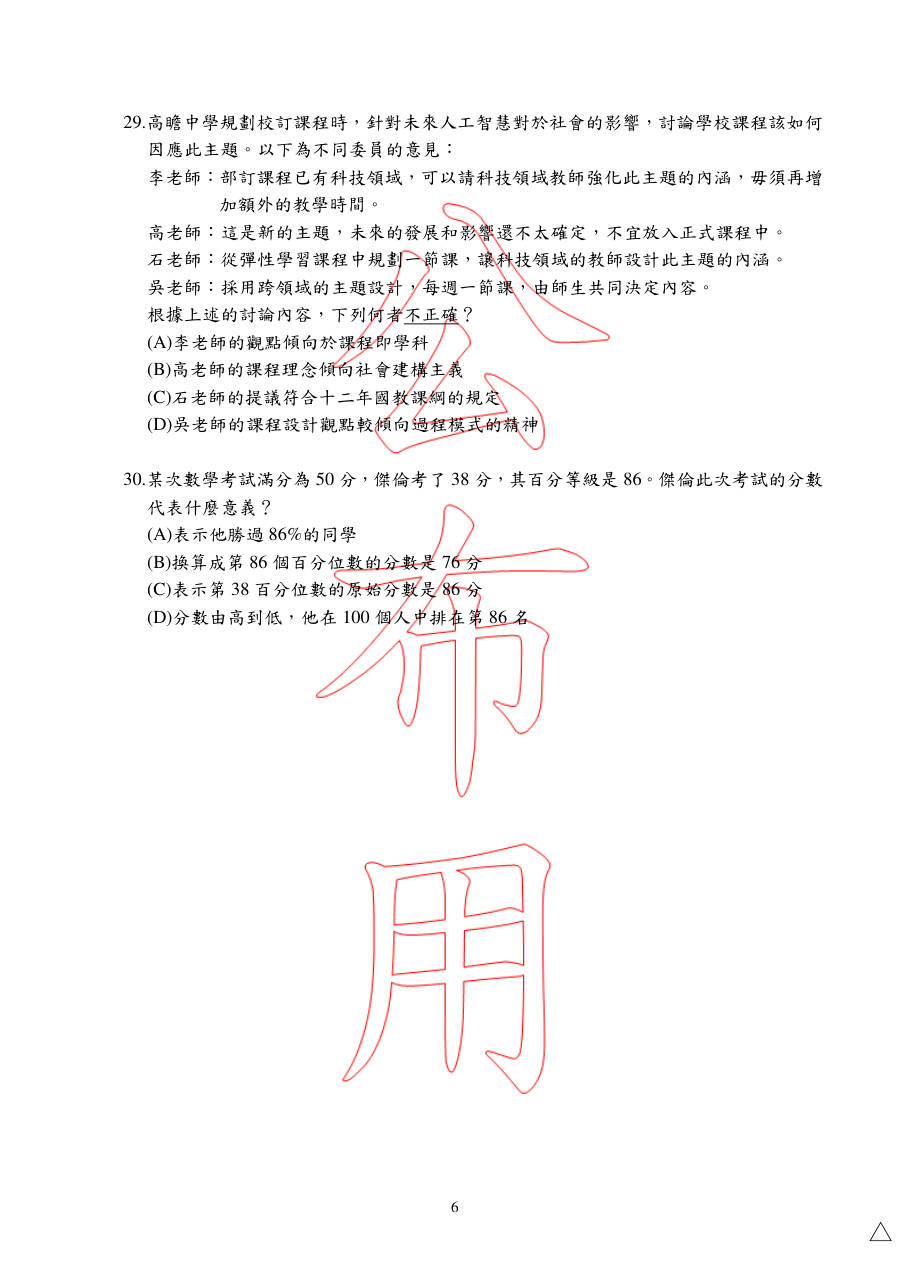 29.高瞻中學規劃校訂課程時，針對未來人工智慧對於社會的影響，討論學校課程該如何
因應此主題。以下為不同委員的意見：
李老師：部訂課程已有科技領域，可以請科技領域教師強化此主題的內涵，毋須再增
加額外的教學時間。
高老師：這是新的主題，未來的發展和影響還不太確定，不宜放入正式課程中。
石老師：從彈性學習課程中規劃一節課，讓科技領域的教師設計此主題的內涵。
吳老師：採用跨領域的主題設計，每週一節課，由師生共同決定內容。
根據上述的討論內容，下列何者不正確？
(A)李老師的觀點傾向於課程即學科
(B)高老師的課程理念傾向社會建構主義
(C)石老師的提議符合十二年國教課綱的規定
(D)吳老師的課程設計觀點較傾向過程模式的精神
30.某次數學考試滿分為 50 分，傑倫考了 38 分，其百分等級是 86。傑倫此次考試的分數
代表什麼意義？
(A)表示他勝過 86%的同學
(B)換算成第 86 個百分位數的分數是 76 分
(C)表示第 38 百分位數的原始分數是 86 分
(D)分數由高到低，他在 100 個人中排在第 86 名
公
布
用
6